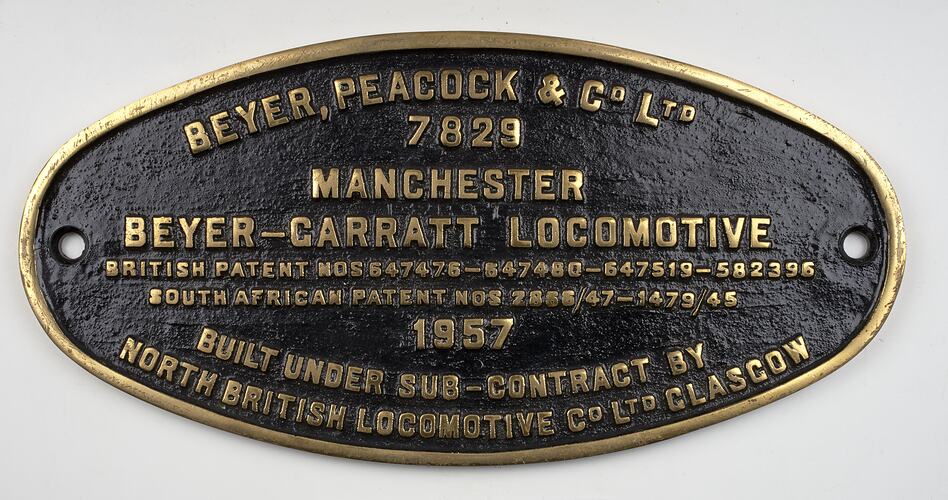 BEYER, PEACOCK & CO LTD
7829
MANCHESTER
BEYER-GARRATT LOCOMOTIVE
BRITISH PATENT NOS 647476-647480-647519-582396
SOUTH AFRICAN PATENT NOS 2866/47-1479/45
1957
BUILT UNDER SUB-CONTRACT BY
NORTH BRITISH LOCOMOTIVE CO LTD GLASGOW